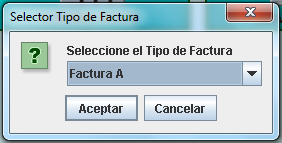 Selector Tipo de Factura
Seleccione el Tipo de Factura
Factura A
Aceptar Cancelar